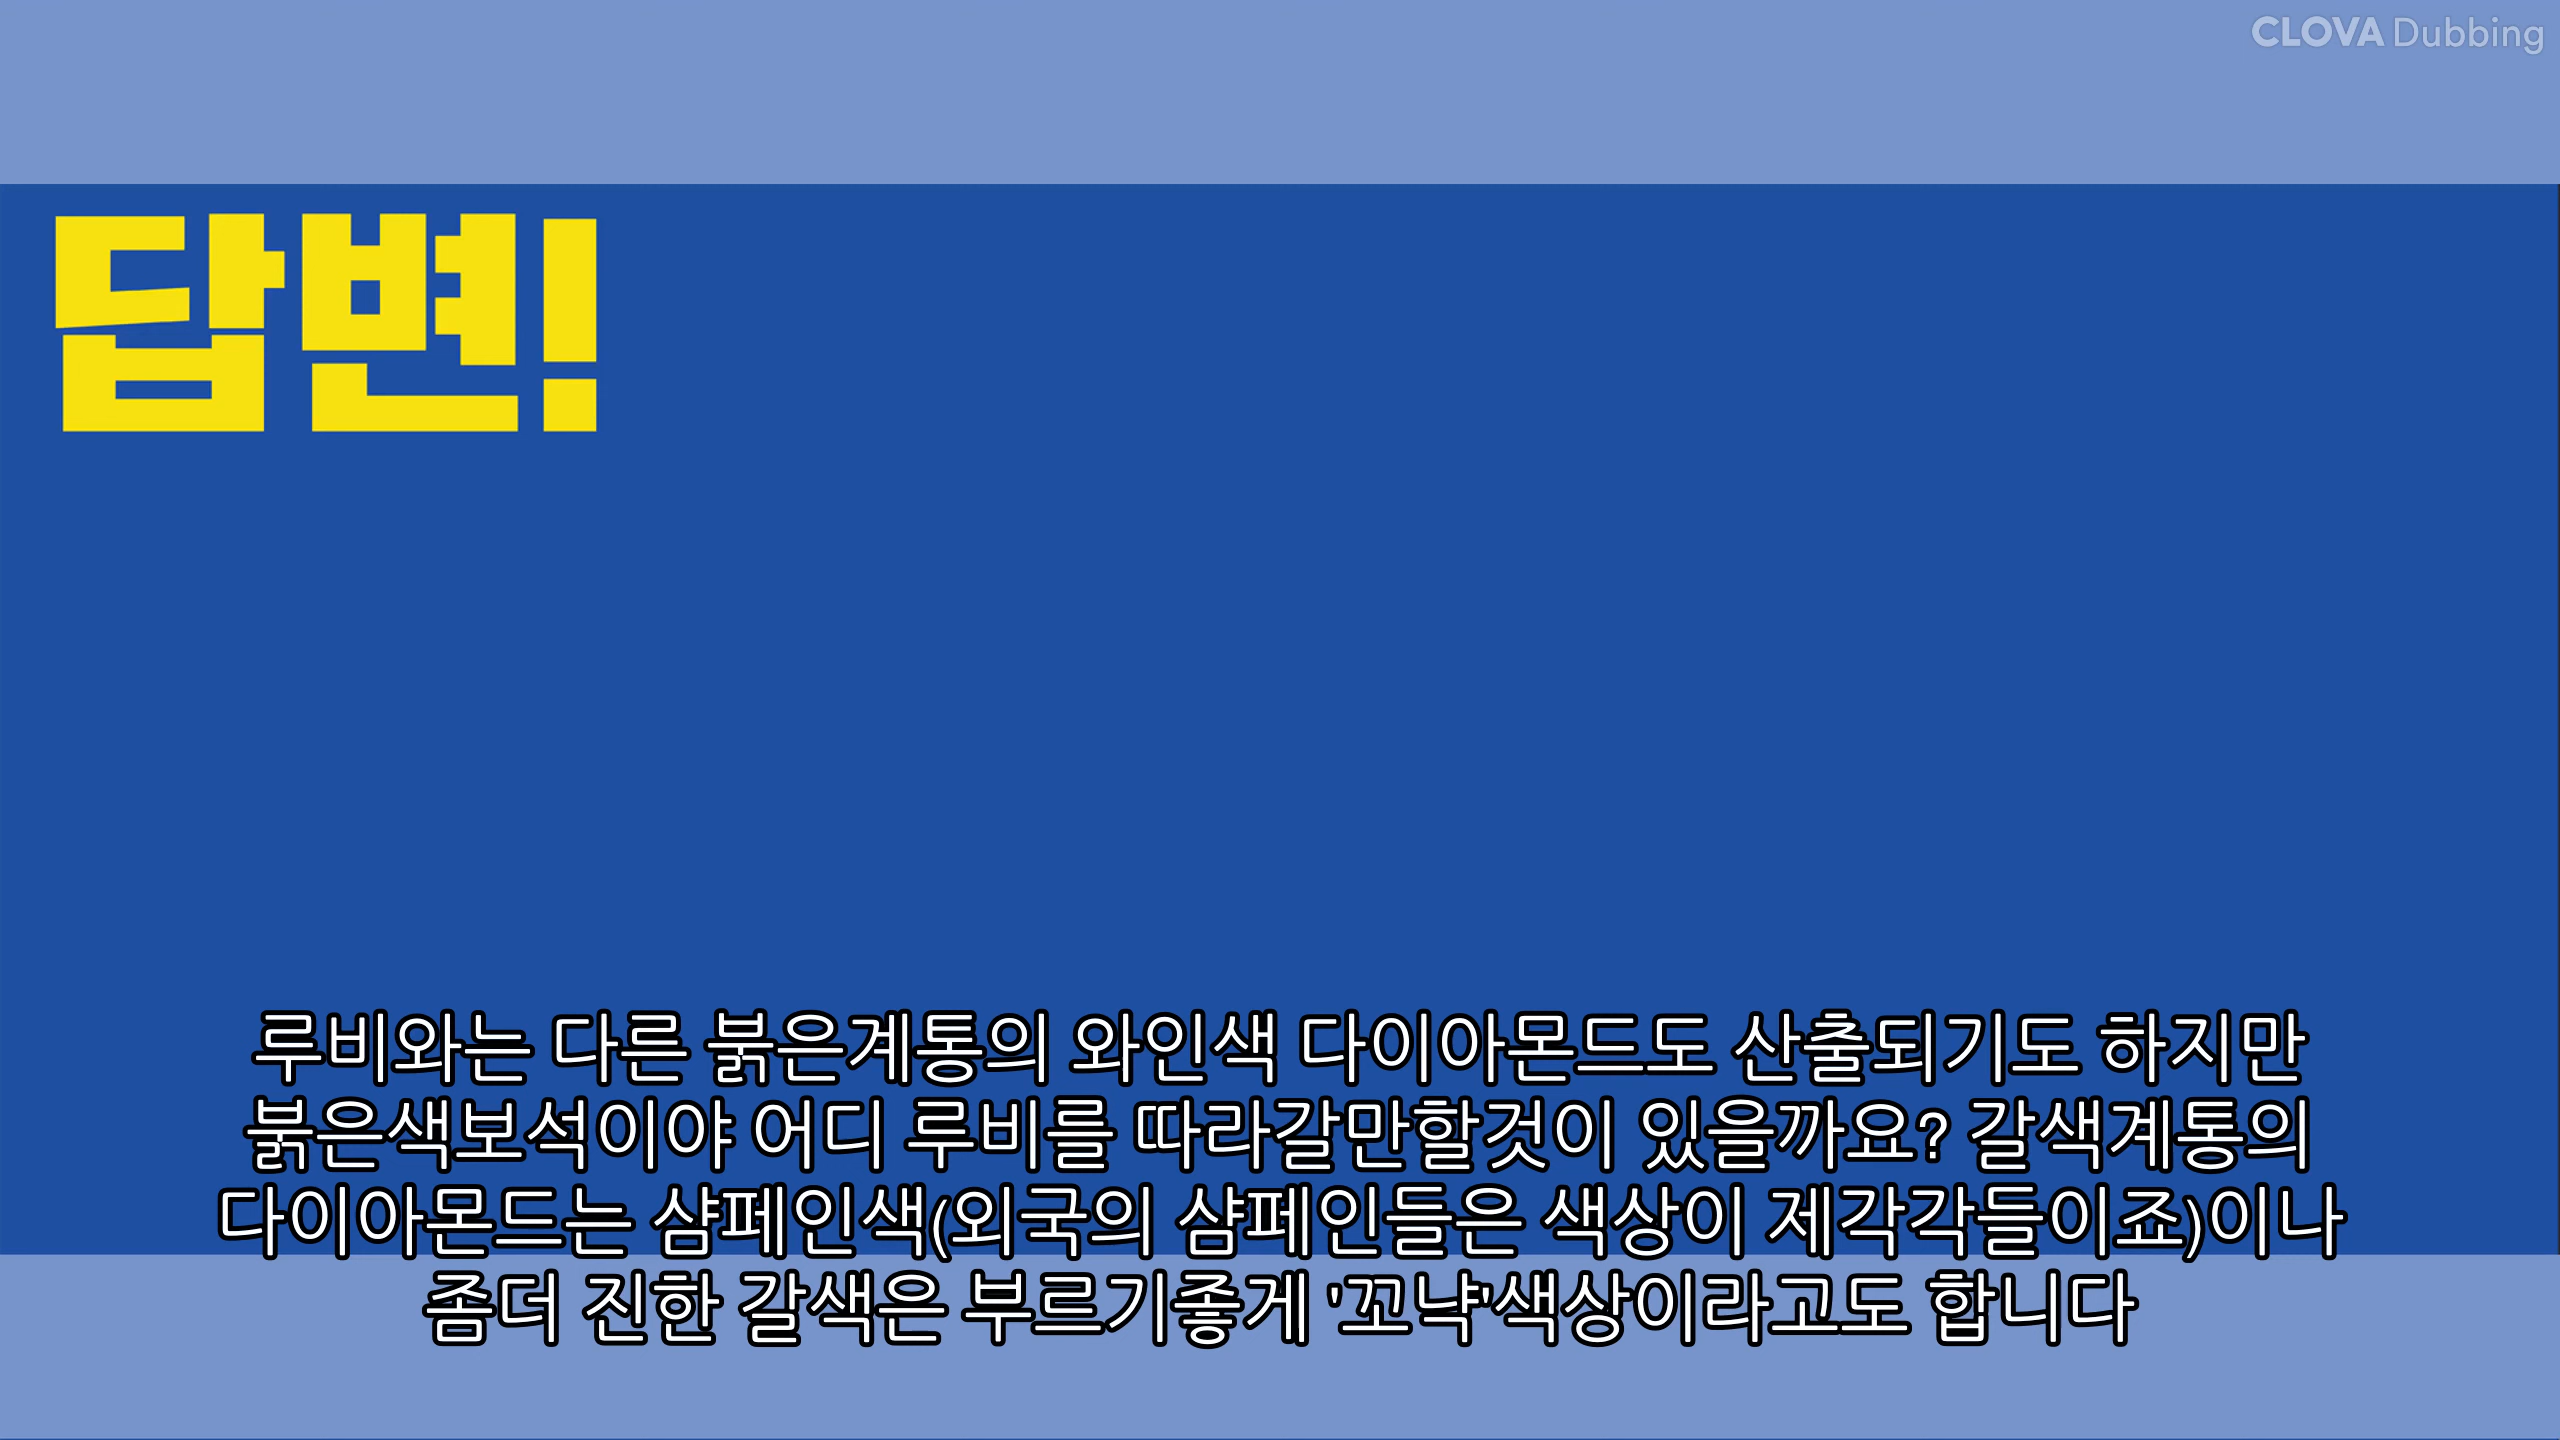 CLOVA Dubbing
답변!
루비와는 다른 붉은계통의 와인색 다이아몬드도 산출되기도 하지만
붉은색보석이야 어디 루비를 따라갈만할것이 있을까요? 갈색계통의
다이아몬드는 샴페인색(외국의 샴페인들은 색상이 제각각들이죠)이나
좀더 진한 갈색은 부르기좋게 '꼬냑'색상이라고도 합니다